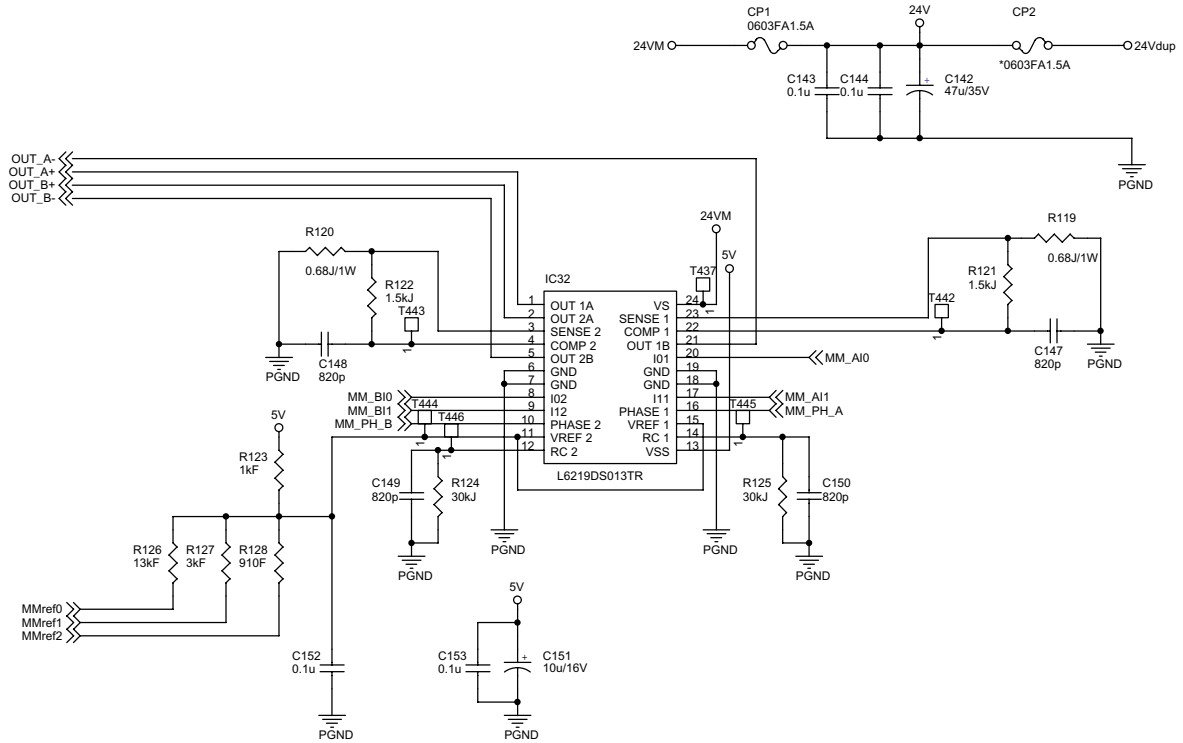 CP1
0603FA1.5A
24V
CP2
24VM
24Vdup
*0603FA1.5A
C143
0.1u
C144
0.1u
+
C142
47u/35V
PGND
OUT_A-
OUT_A+
OUT_B+
OUT_B-
R120
0.68J/1W
R122
1.5kJ
T443
1
C148
820p
PGND
IC32
24VM
5V
T437
1
R119
0.68J/1W
R121
1.5kJ
T442
1
C147
820p
PGND
1 OUT 1A VS 24
2 OUT 2A SENSE 1 23
3 SENSE 2 COMP 1 22
4 COMP 2 OUT 1B 21
5 OUT 2B I01 20
6 GND GND 19
7 GND GND 18
8 I02 I11 17
9 I12 PHASE 1 16
10 PHASE 2 VREF 1 15
11 VREF 2 RC 1 14
12 RC 2 VSS 13
L6219DS013TR
MM_AI0
MM_AI1
MM_PH_A
MM_BI0
MM_BI1
MM_PH_B
T444
1
T446
1
T445
1
5V
R123
1kF
C149
820p
R124
30kJ
PGND
PGND
PGND
R125
30kJ
C150
820p
PGND
R126
13kF
R127
3kF
R128
910F
MMref0
MMref1
MMref2
C152
0.1u
PGND
5V
C153
0.1u
+
C151
10u/16V
PGND